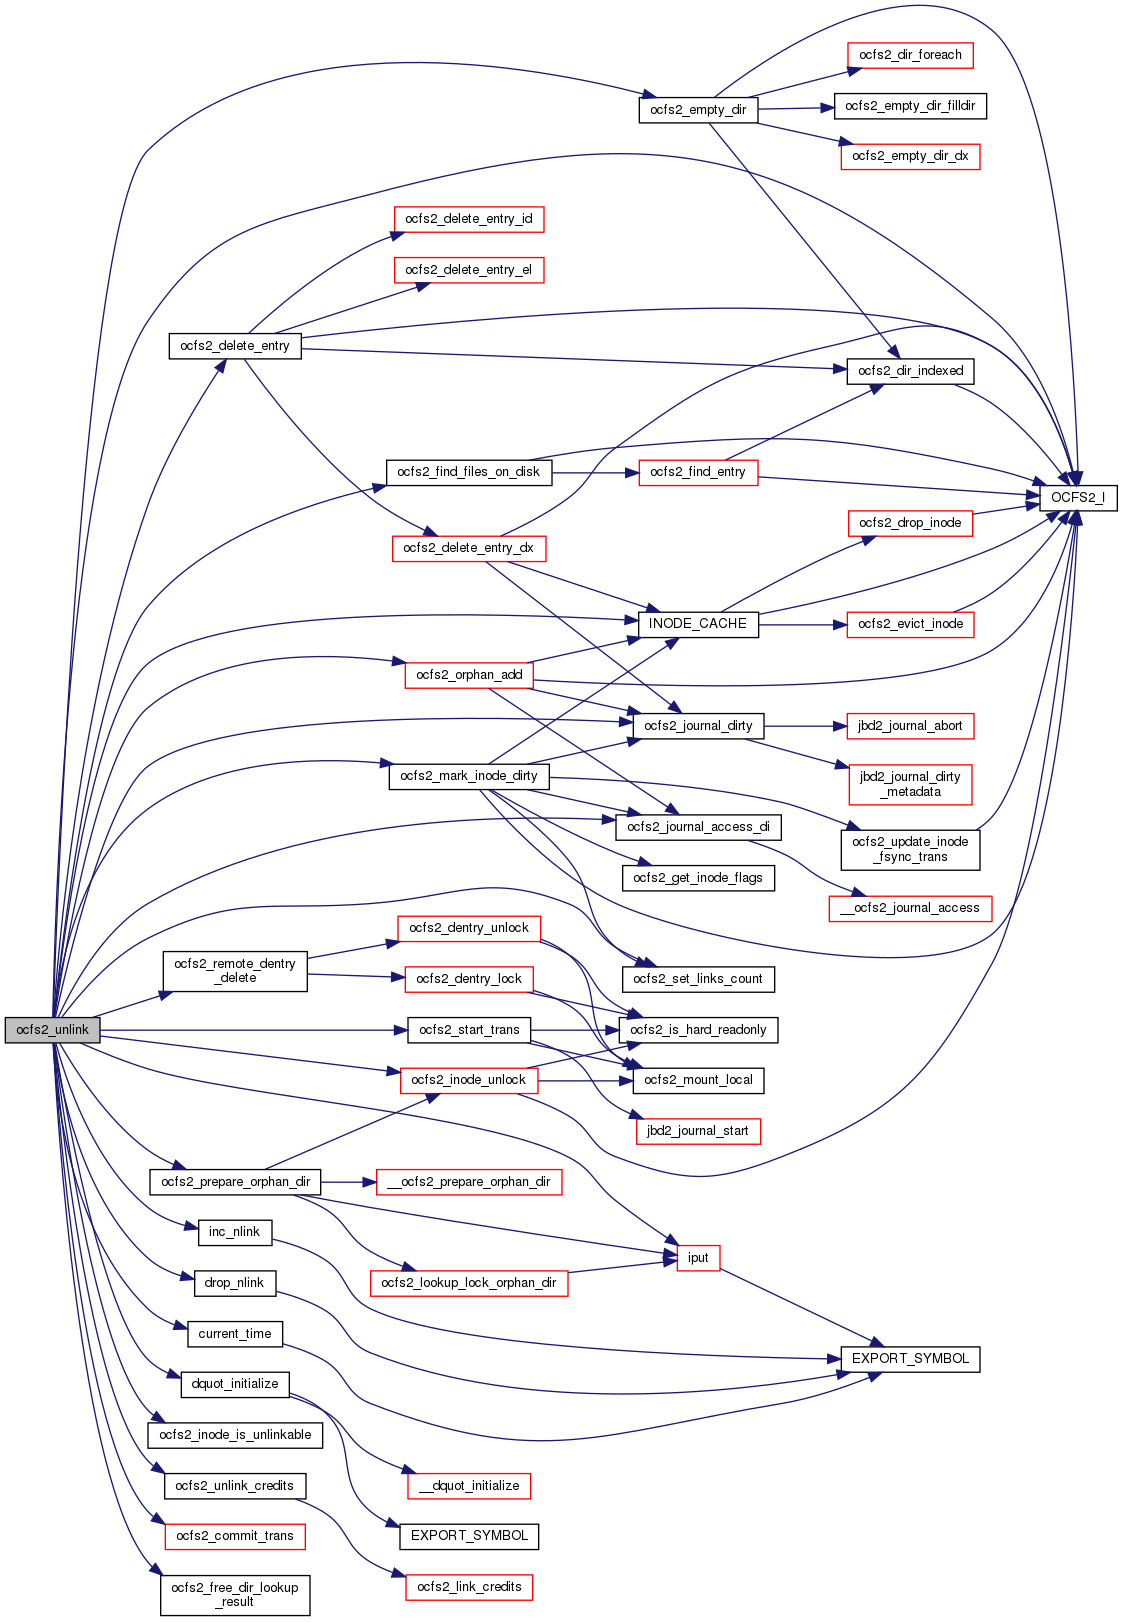 ocfs2_dir_foreach
ocfs2_empty_dir
ocfs2_empty_dir_filldir
ocfs2_empty_dir_dx
ocfs2_delete_entry_id
ocfs2_delete_entry_el
ocfs2_delete_entry
ocfs2_dir_indexed
ocfs2_find_files_on_disk
ocfs2_find_entry
OCFS2_I
ocfs2_drop_inode
ocfs2_delete_entry_dx
INODE_CACHE
ocfs2_evict_inode
ocfs2_orphan_add
ocfs2_journal_dirty
jbd2_journal_abort
ocfs2_mark_inode_dirty
jbd2_journal_dirty
_metadata
ocfs2_journal_access_di
ocfs2_update_inode
_fsync_trans
ocfs2_get_inode_flags
__ocfs2_journal_access
ocfs2_dentry_unlock
ocfs2_remote_dentry
_delete
ocfs2_dentry_lock
ocfs2_set_links_count
ocfs2_unlink
ocfs2_start_trans
ocfs2_is_hard_readonly
ocfs2_inode_unlock
ocfs2_mount_local
jbd2_journal_start
ocfs2_prepare_orphan_dir
__ocfs2_prepare_orphan_dir
inc_nlink
iput
drop_nlink
ocfs2_lookup_lock_orphan_dir
current_time
EXPORT_SYMBOL
dquot_initialize
ocfs2_inode_is_unlinkable
ocfs2_unlink_credits
__dquot_initialize
ocfs2_commit_trans
EXPORT_SYMBOL
ocfs2_free_dir_lookup
_result
ocfs2_link_credits